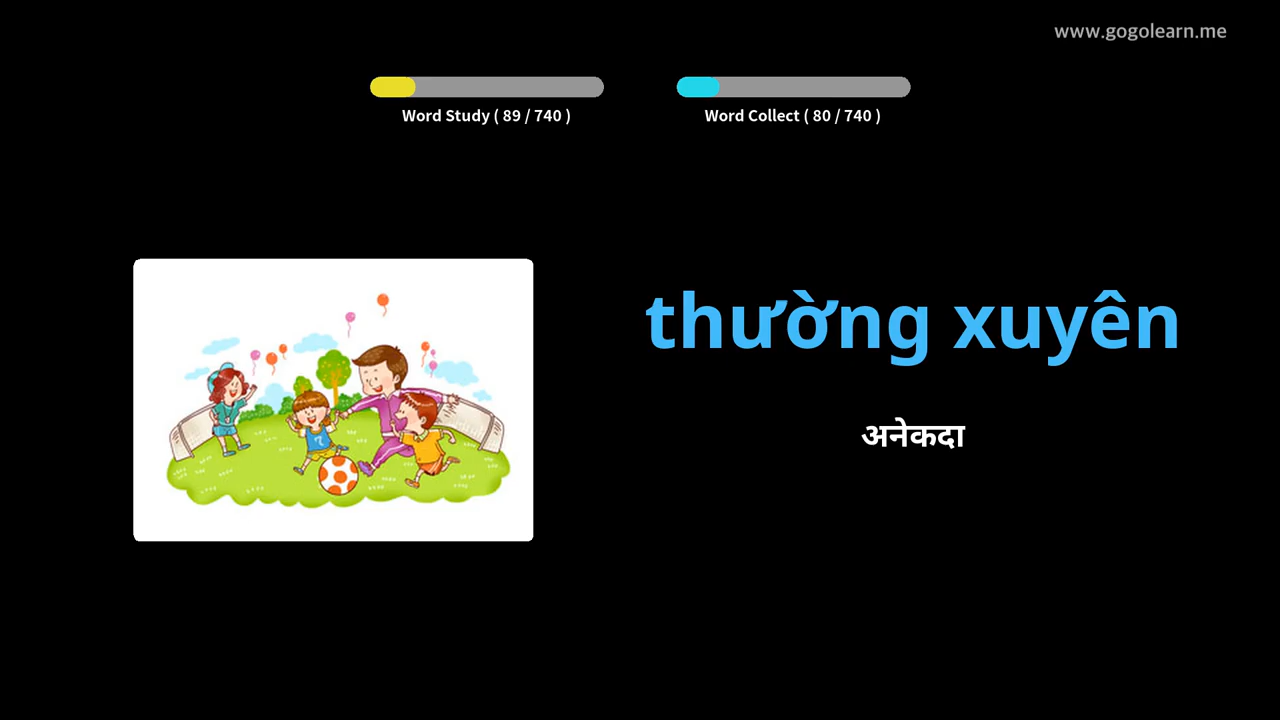 www.gogolearn.me
Word Study ( 89 / 740 )
Word Collect ( 80 / 740 )
thường xuyên
अनेकदा